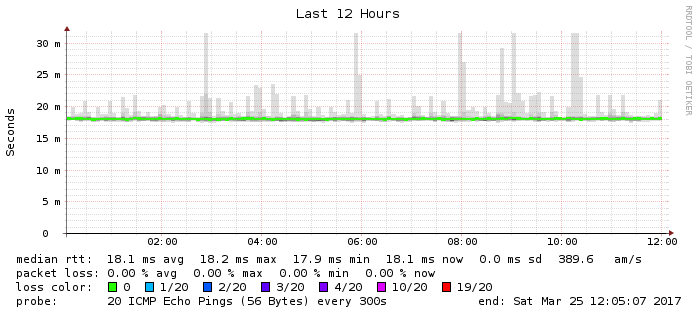 Last 12 Hours
RRDTOOL / TOBI OETIKER
Seconds
30 m
25 m
20 m
15 m
10 m
5 m
0
02:00 04:00 06:00 08:00 10:00 12:00
median rtt: 18.1 ms avg 18.2 ms max 17.9 ms min 18.1 ms now 0.0 ms sd 389.6 am/s
packet loss: 0.00 % avg 0.00 % max 0.00 % min 0.00 % now
loss color: 0 1/20 2/20 3/20 4/20 10/20 19/20
probe: 20 ICMP Echo Pings (56 Bytes) every 300s end: Sat Mar 25 12:05:07 2017